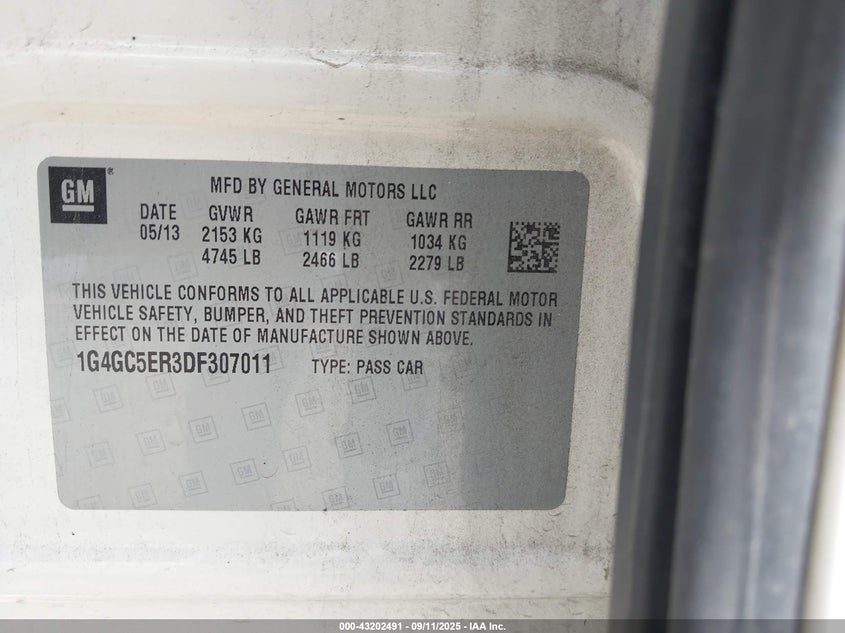 GM
MFD BY GENERAL MOTORS LLC
DATE GVWR GAWR FRT GAWR RR
05/13 2153 KG 1119 KG 1034 KG
4745 LB 2466 LB 2279 LB
THIS VEHICLE CONFORMS TO ALL APPLICABLE U.S. FEDERAL MOTOR
VEHICLE SAFETY, BUMPER, AND THEFT PREVENTION STANDARDS IN
EFFECT ON THE DATE OF MANUFACTURE SHOWN ABOVE.
1G4GC5ER3DF307011 TYPE: PASS CAR
000-43202491 - 09/11/2025 - IAA Inc.